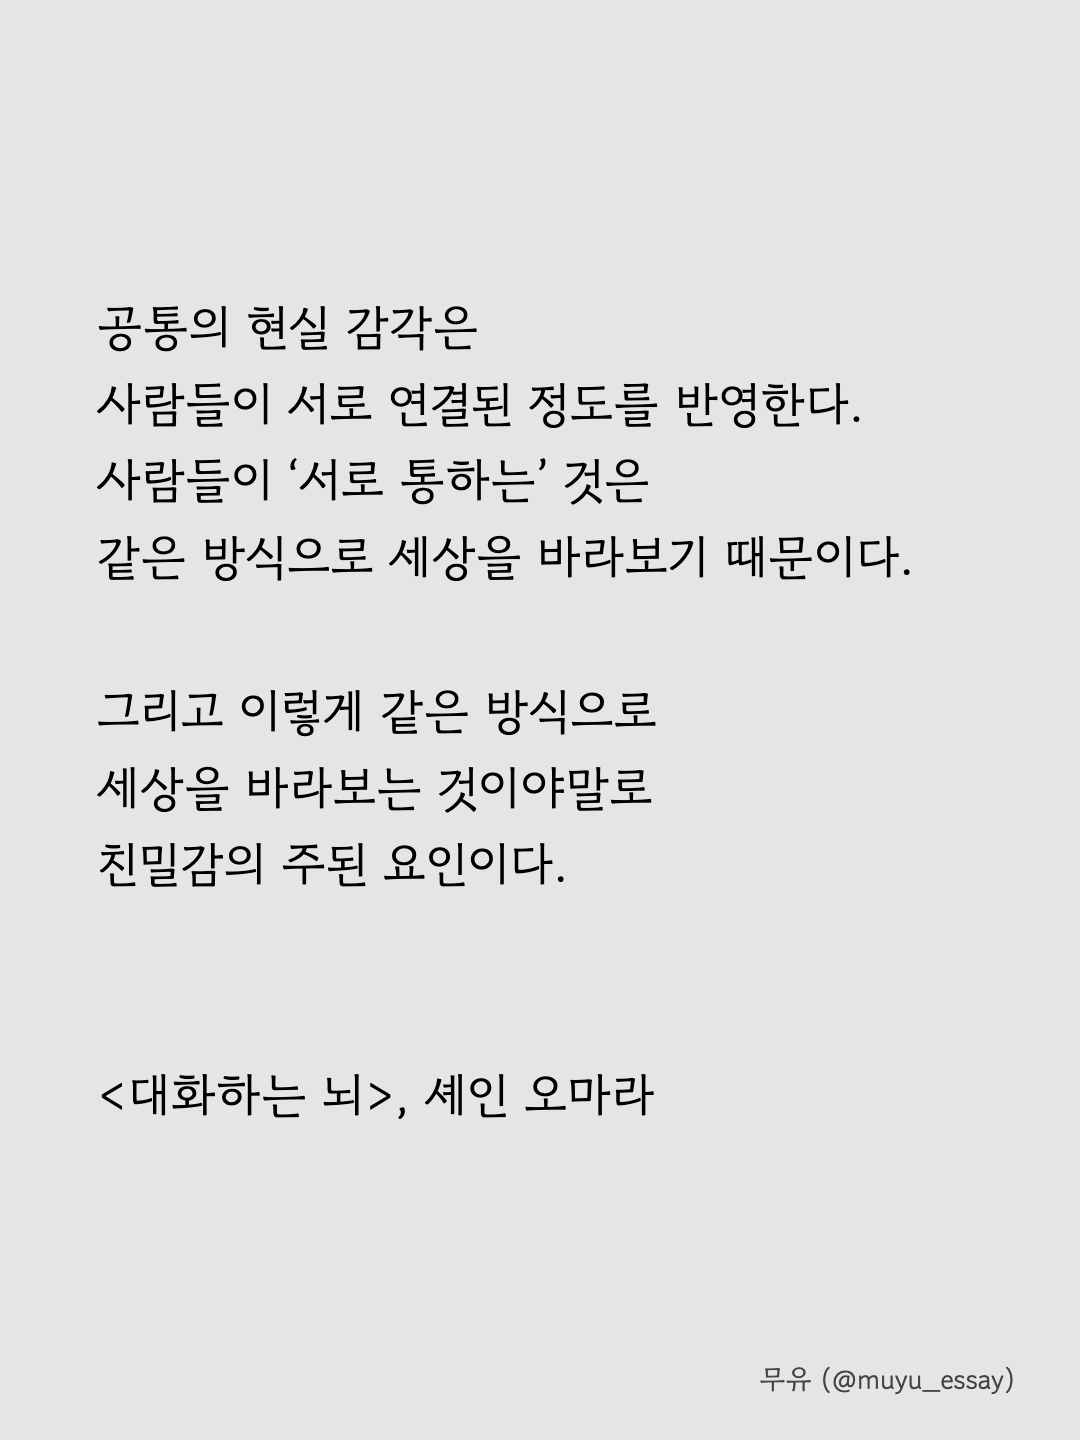 공통의 현실 감각은
사람들이 서로 연결된 정도를 반영한다.
사람들이 ‘서로 통하는’ 것은
같은 방식으로 세상을 바라보기 때문이다.
그리고 이렇게 같은 방식으로
세상을 바라보는 것이야말로
친밀감의 주된 요인이다.
<대화하는 뇌>, 셰인 오마라
무유 (@muyu_essay)